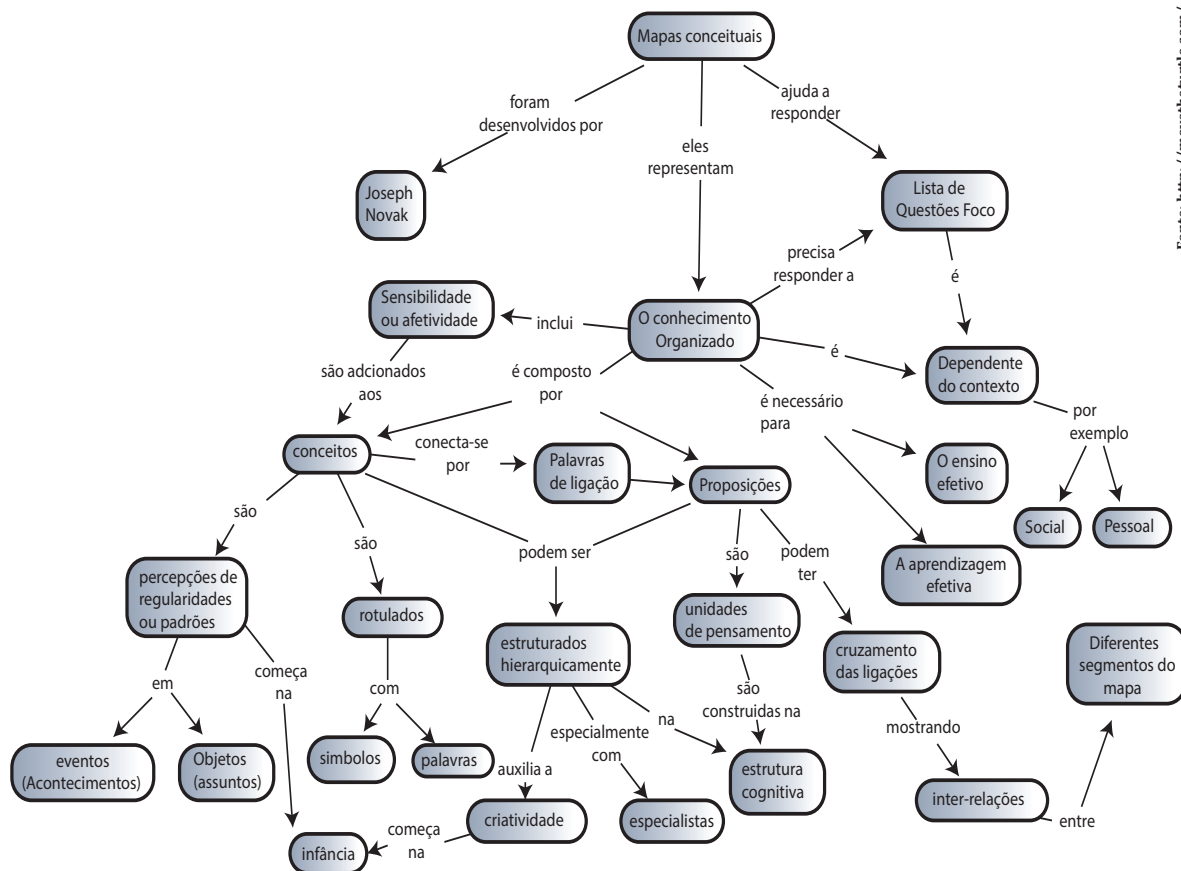 Mapas conceituais
foram
desenvolvidos por
eles
representam
ajuda a
responder
Joseph
Novak
Lista de
Questões Foco
precisa
responder a
é
Sensibilidade
ou afetividade
inclui
O conhecimento
Organizado
é
Dependente
do contexto
são adcionados
aos
é composto
por
é necessário
para
por
exemplo
conceitos
conecta-se
por
Palavras
de ligação
Proposições
O ensino
efetivo
Social
Pessoal
são
são
podem ser
são
podem
ter
A aprendizagem
efetiva
percepções de
regularidades
ou padrões
rotulados
estruturados
hierarquicamente
unidades
de pensamento
cruzamento
das ligações
Diferentes
segmentos do
mapa
em
começa
na
com
auxilia a
especialmente
com
na
são
construidas na
mostrando
eventos
(Acontecimentos)
Objetos
(assuntos)
simbolos
palavras
estrutura
cognitiva
inter-relações
entre
criatividade
especialistas
começa
na
infância